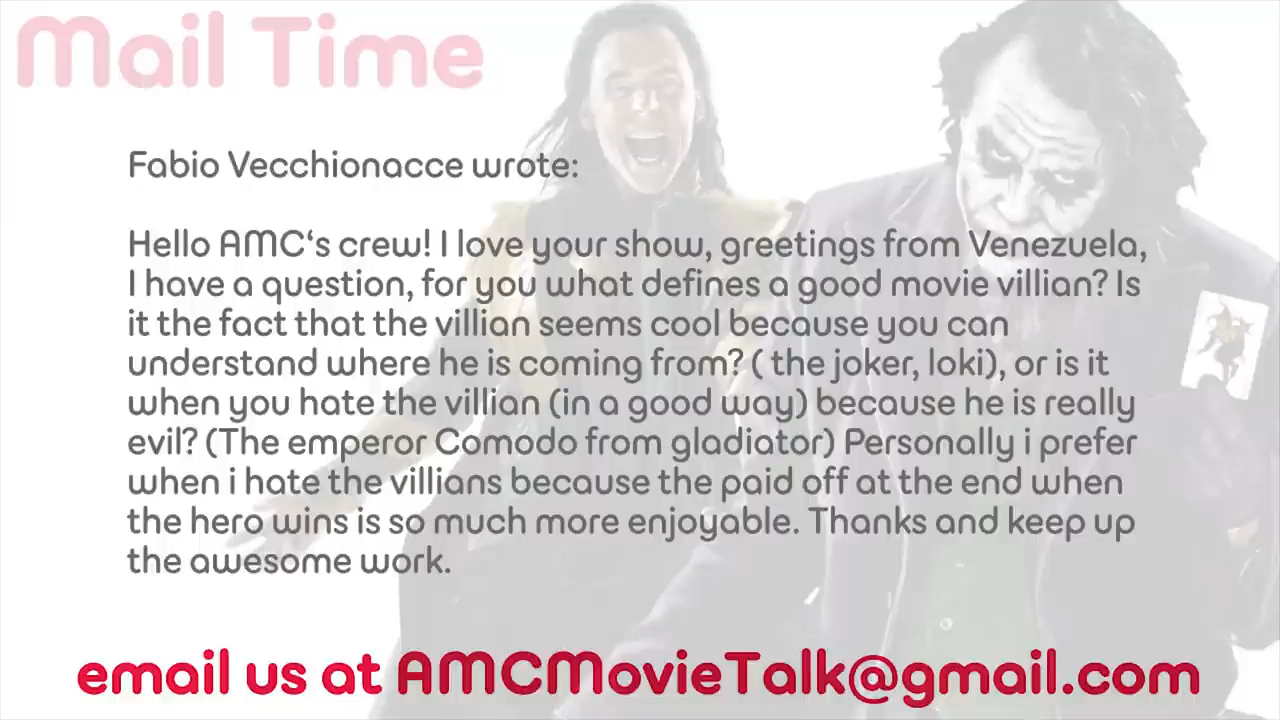 Mail Time
Fabio Vecchionacce wrote:
Hello AMC‘s crew! I love your show, greetings from Venezuela,
I have a question, for you what defines a good movie villian? Is
it the fact that the villian seems cool because you can
understand where he is coming from? ( the joker, loki), or is it
when you hate the villian (in a good way) because he is really
evil? (The emperor Comodo from gladiator) Personally i prefer
when i hate the villians because the paid off at the end when
the hero wins is so much more enjoyable. Thanks and keep up
the awesome work.
email us at AMCMovieTalk@gmail.com